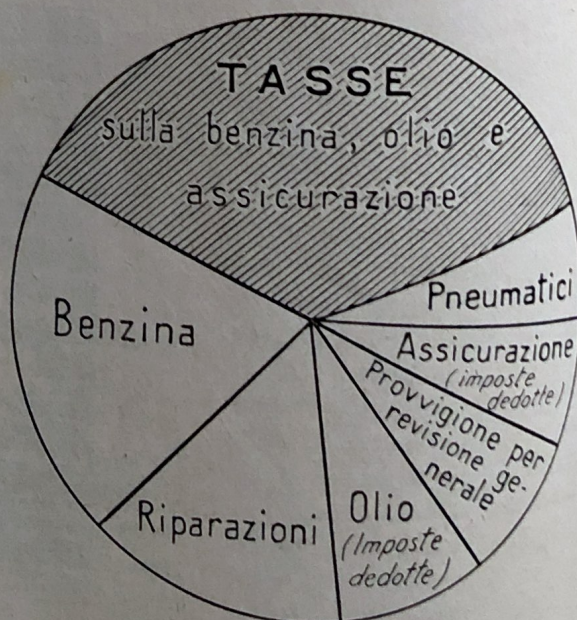 TASSE
sulla benzina, olio e
assicurazione
Pneumatici
Assicurazione
(imposte
dedotte)
Provvigione per
revisione ge-
nerale
Olio
(Imposte
dedotte)
Riparazioni
Benzina